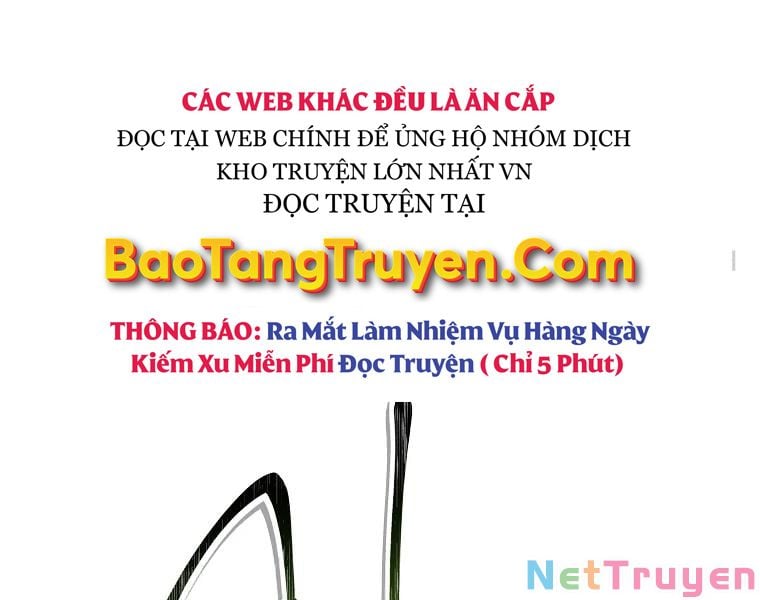 CÁC WEB KHÁC ĐỀU LÀ ĂN CẮP
ĐỌC TẠI WEB CHÍNH ĐỂ ỦNG HỘ NHÓM DỊCH
KHO TRUYỆN LỚN NHẤT VN
ĐỌC TRUYỆN TẠI
BaoTangTruyen.Com
THÔNG BÁO: Ra Mắt Làm Nhiệm Vụ Hàng Ngày
Kiếm Xu Miễn Phí Đọc Truyện ( Chỉ 5 Phút)
NetTruyen